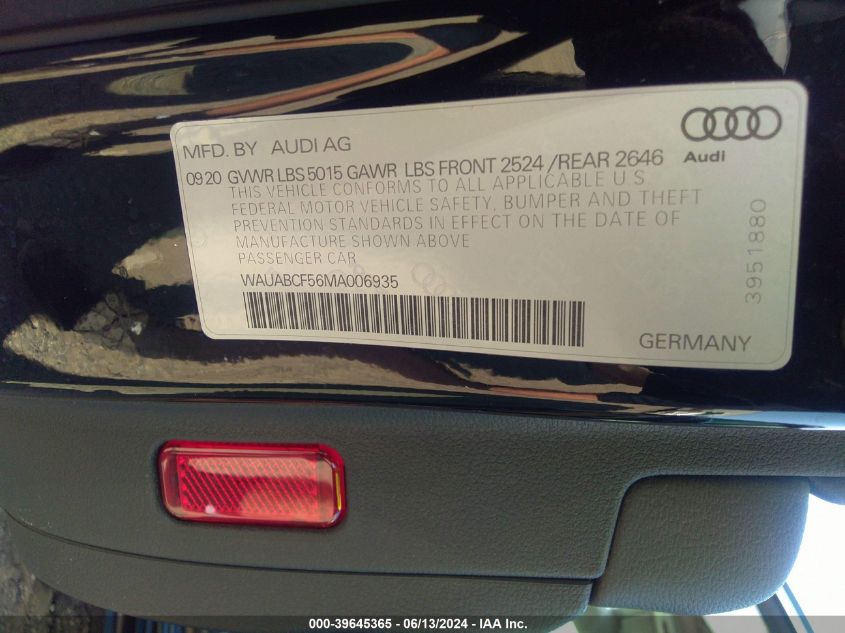 MFD. BY AUDI AG
Audi
09 20 GVWR LBS 5015 GAWR LBS FRONT 2524 / REAR 2646
THIS VEHICLE CONFORMS TO ALL APPLICABLE U.S.
FEDERAL MOTOR VEHICLE SAFETY, BUMPER AND THEFT
PREVENTION STANDARDS IN EFFECT ON THE DATE OF
MANUFACTURE SHOWN ABOVE
PASSENGER CAR
WAUABCF56MA006935
3951880
GERMANY
000-39645365 - 06/13/2024 - IAA Inc.